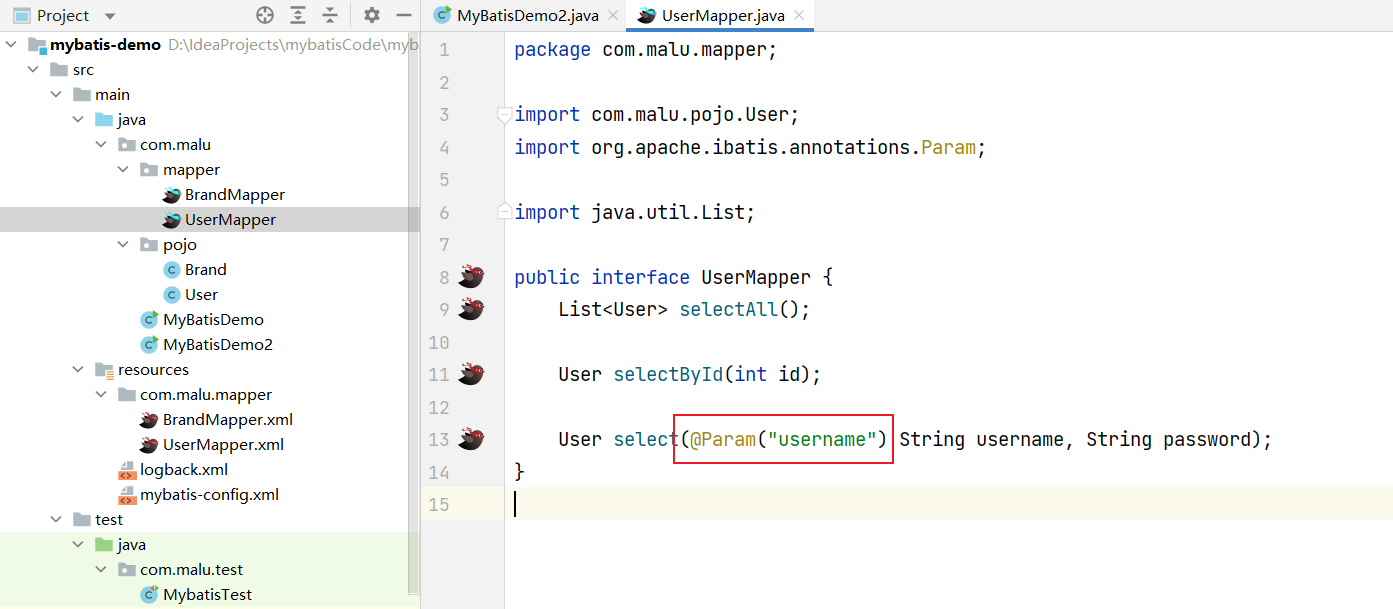 Project
mybatis-demo D:\IdeaProjects\mybatisCode\myb
src
main
java
com.malu
mapper
BrandMapper
UserMapper
pojo
Brand
User
MyBatisDemo
MyBatisDemo2
resources
com.malu.mapper
BrandMapper.xml
UserMapper.xml
logback.xml
mybatis-config.xml
test
java
com.malu.test
MybatisTest
MyBatisDemo2.java UserMapper.java
1 package com.malu.mapper;
2
3 import com.malu.pojo.User;
4 import org.apache.ibatis.annotations.Param;
5
6 import java.util.List;
7
8 public interface UserMapper {
9 List<User> selectAll();
10
11 User selectById(int id);
12
13 User select(@Param("username") String username, String password);
14 }
15